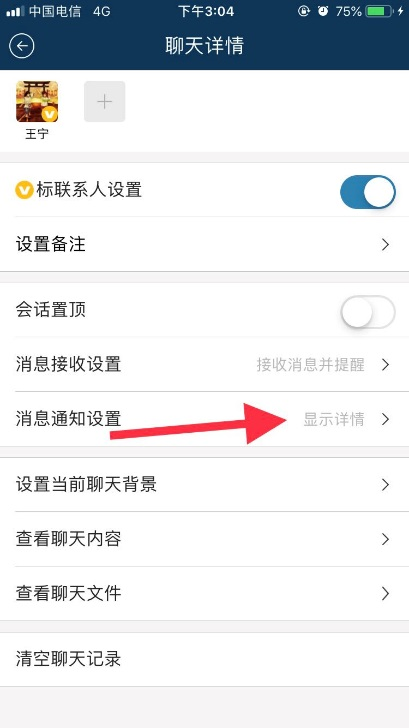 中国电信 4G 下午3:04 75%
聊天详情
王宁
V标联系人设置
设置备注
会话置顶
消息接收设置 接收消息并提醒
消息通知设置 显示详情
设置当前聊天背景
查看聊天内容
查看聊天文件
清空聊天记录